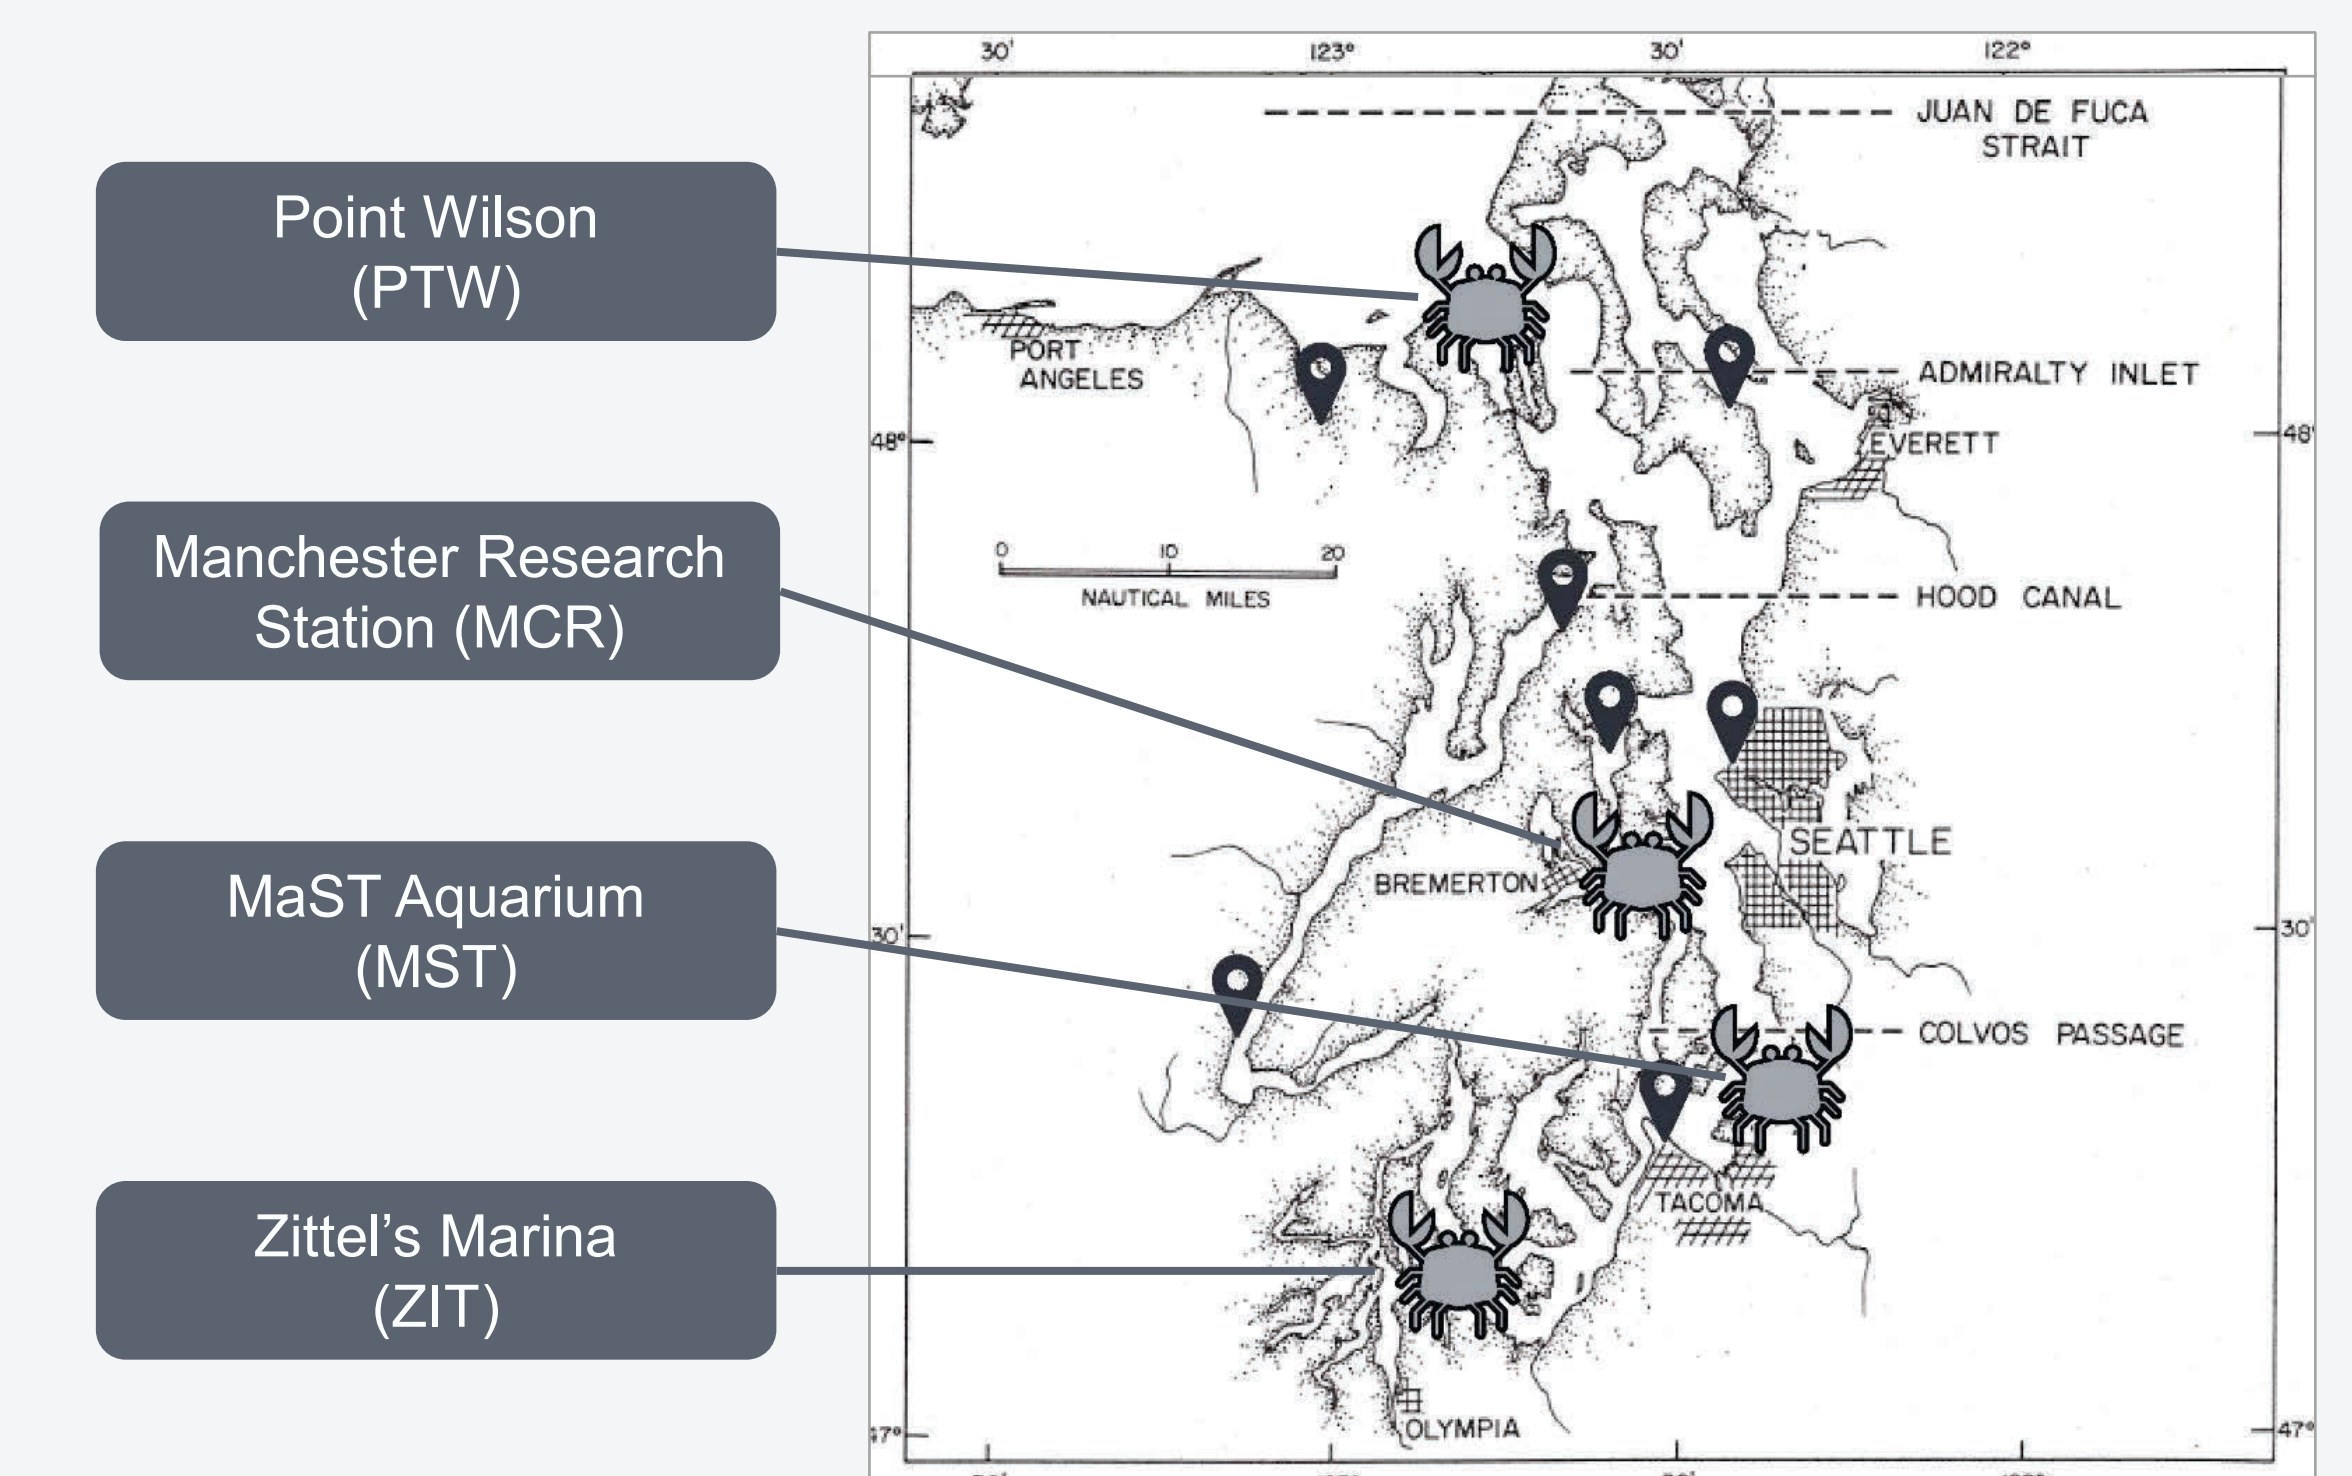 30' 123° 30' 122°
JUAN DE FUCA
STRAIT
Point Wilson
(PTW)
PORT
ANGELES
ADMIRALTY INLET
48°
48°
EVERETT
Manchester Research
Station (MCR)
0 10 20
NAUTICAL MILES
HOOD CANAL
SEATTLE
BREMERTON
MaST Aquarium
(MST)
30'
30'
COLVOS PASSAGE
TACOMA
Zittel's Marina
(ZIT)
OLYMPIA
47°
47°